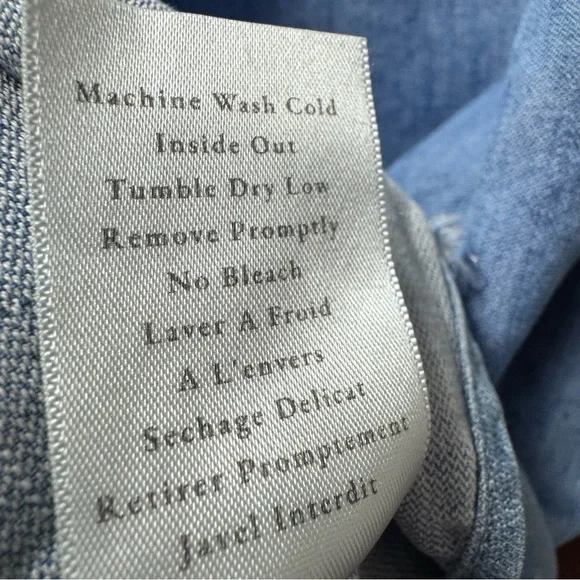 Machine Wash Cold
Inside Out
Tumble Dry Low
Remove Promptly
No Bleach
Laver A Froid
A L'envers
Sechage Delicat
Retirer Promptement
Javel Interdit